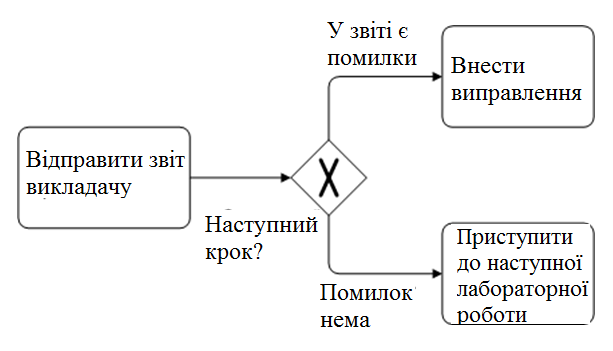 У звіті є
помилки
Внести
виправлення
Відправити звіт
викладачу
X
Наступний
крок?
Приступити
до наступної
лабораторної
роботи
Помилок
нема